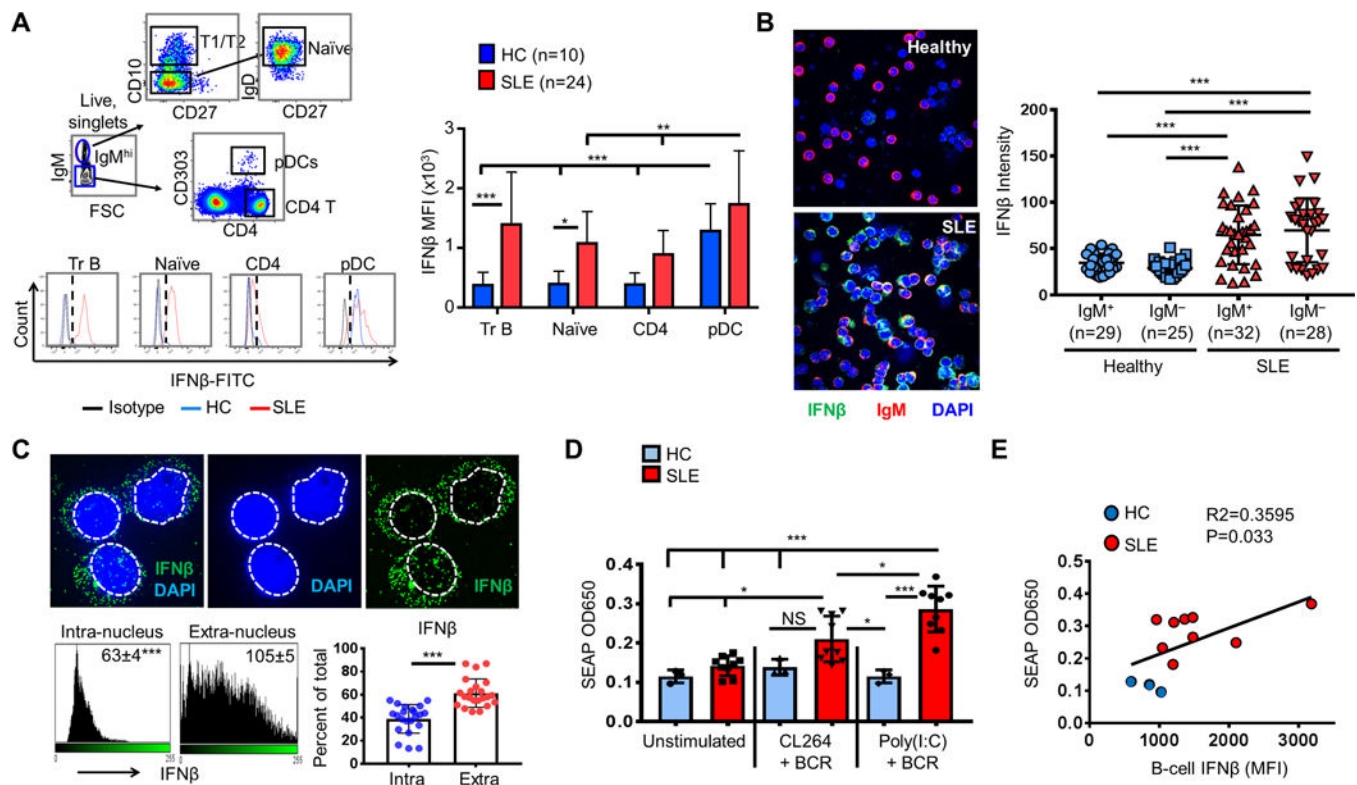 A
CD10
T1/T2
CD27
IgD
Naïve
CD27
Live,
singlets
IgM
IgMhi
FSC
CD303
pDCs
CD4 T
CD4
Tr B
Naïve
CD4
pDC
Count
IFNβ-FITC
Isotype
HC
SLE
HC (n=10)
SLE (n=24)
IFNβ MFI (x10³)
3
2
1
0
***
*
***
**
Tr B
Naïve
CD4
pDC
B
Healthy
SLE
IFNβ
IgM
DAPI
IFNβ Intensity
200
150
100
50
0
***
***
***
***
IgM⁺
(n=29)
IgM⁻
(n=25)
IgM⁺
(n=32)
IgM⁻
(n=28)
Healthy
SLE
C
IFNβ
DAPI
DAPI
IFNβ
Intra-nucleus
63±4***
0
255
Extra-nucleus
105±5
0
255
IFNβ
IFNβ
***
Percent of total
100
80
60
40
20
0
Intra
Extra
D
HC
SLE
SEAP OD650
0.4
0.3
0.2
0.1
0.0
***
*
*
NS
*
***
Unstimulated
CL264
+ BCR
Poly(I:C)
+ BCR
E
HC
SLE
R2=0.3595
P=0.033
SEAP OD650
0.5
0.4
0.3
0.2
0.1
0.0
0
1000
2000
3000
B-cell IFNβ (MFI)